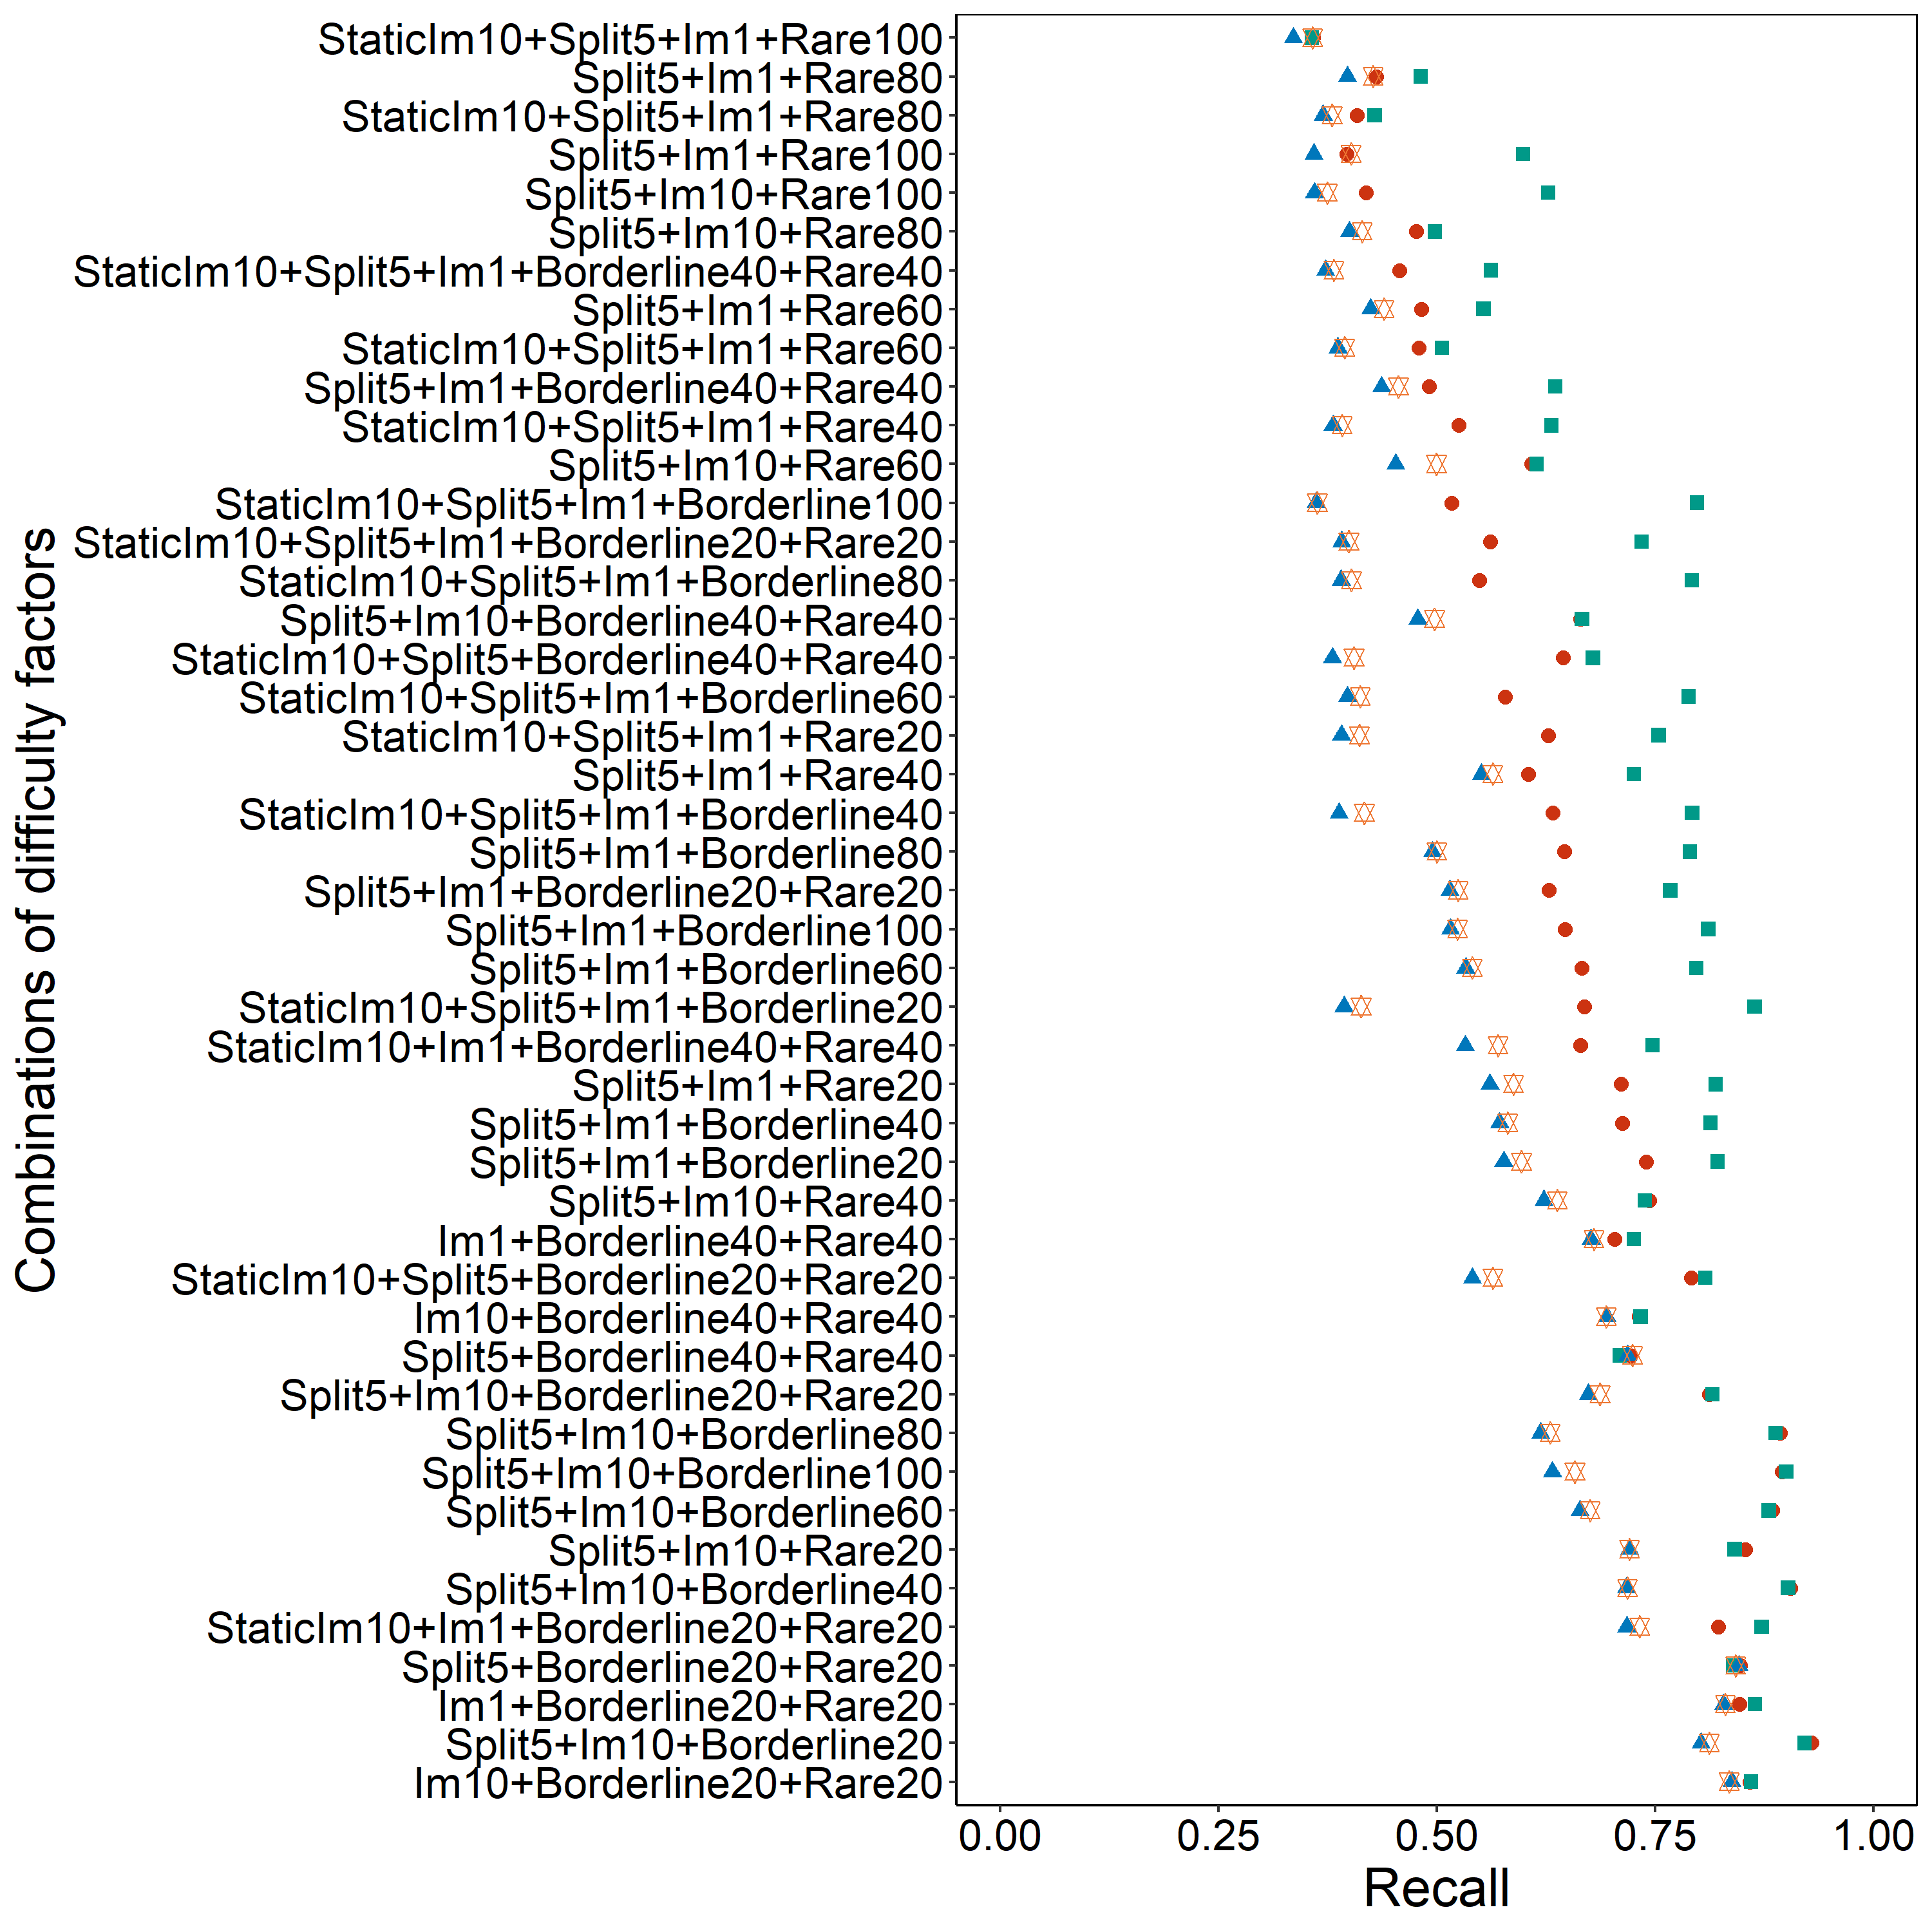 Combinations of difficulty factors
StaticIm10+Split5+Im1+Rare100
Split5+Im1+Rare80
StaticIm10+Split5+Im1+Rare80
Split5+Im1+Rare100
Split5+Im10+Rare100
Split5+Im10+Rare80
StaticIm10+Split5+Im1+Borderline40+Rare40
Split5+Im1+Rare60
StaticIm10+Split5+Im1+Rare60
Split5+Im1+Borderline40+Rare40
StaticIm10+Split5+Im1+Rare40
Split5+Im10+Rare60
StaticIm10+Split5+Im1+Borderline100
StaticIm10+Split5+Im1+Borderline20+Rare20
StaticIm10+Split5+Im1+Borderline80
Split5+Im10+Borderline40+Rare40
StaticIm10+Split5+Borderline40+Rare40
StaticIm10+Split5+Im1+Borderline60
StaticIm10+Split5+Im1+Rare20
Split5+Im1+Rare40
StaticIm10+Split5+Im1+Borderline40
Split5+Im1+Borderline80
Split5+Im1+Borderline20+Rare20
Split5+Im1+Borderline100
Split5+Im1+Borderline60
StaticIm10+Split5+Im1+Borderline20
StaticIm10+Im1+Borderline40+Rare40
Split5+Im1+Rare20
Split5+Im1+Borderline40
Split5+Im1+Borderline20
Split5+Im10+Rare40
Im1+Borderline40+Rare40
StaticIm10+Split5+Borderline20+Rare20
Im10+Borderline40+Rare40
Split5+Borderline40+Rare40
Split5+Im10+Borderline20+Rare20
Split5+Im10+Borderline80
Split5+Im10+Borderline100
Split5+Im10+Borderline60
Split5+Im10+Rare20
Split5+Im10+Borderline40
StaticIm10+Im1+Borderline20+Rare20
Split5+Borderline20+Rare20
Im1+Borderline20+Rare20
Split5+Im10+Borderline20
Im10+Borderline20+Rare20
0.00 0.25 0.50 0.75 1.00
Recall